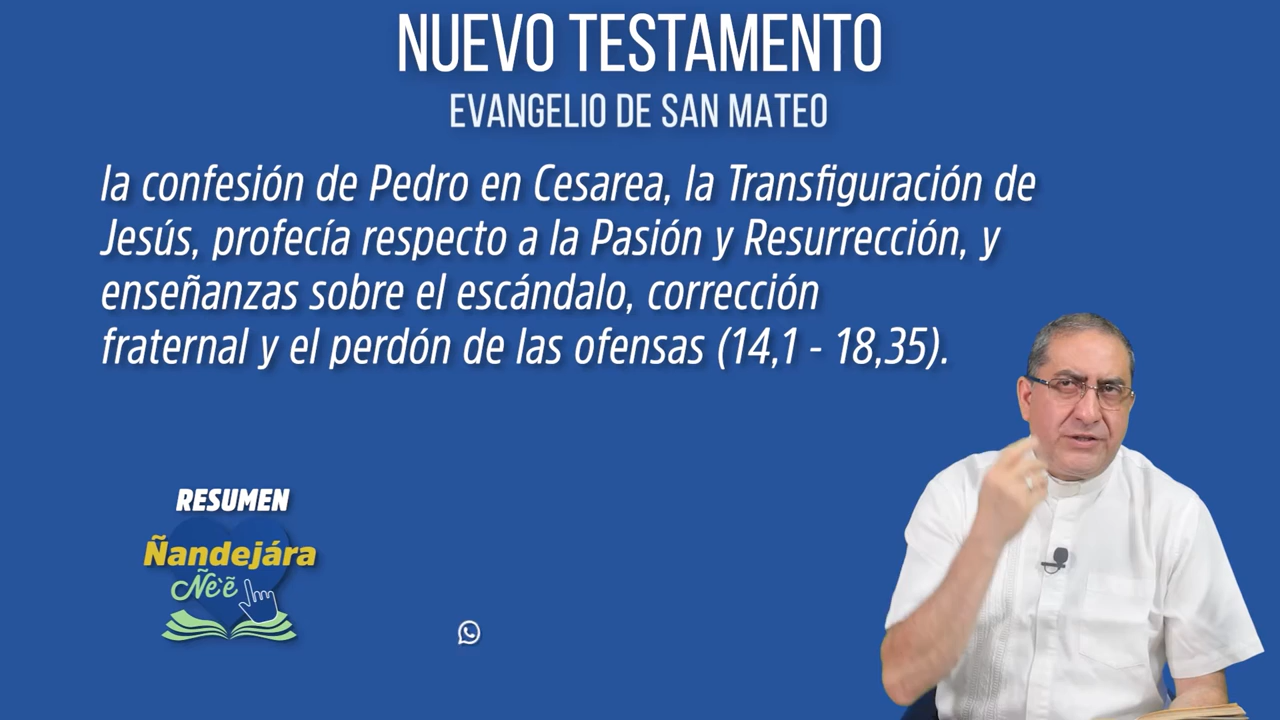 NUEVO TESTAMENTO
EVANGELIO DE SAN MATEO
la confesión de Pedro en Cesarea, la Transfiguración de
Jesús, profecía respecto a la Pasión y Resurrección, y
enseñanzas sobre el escándalo, corrección
fraternal y el perdón de las ofensas (14,1 - 18,35).
RESUMEN
Ñandejára
Ñe'ẽ